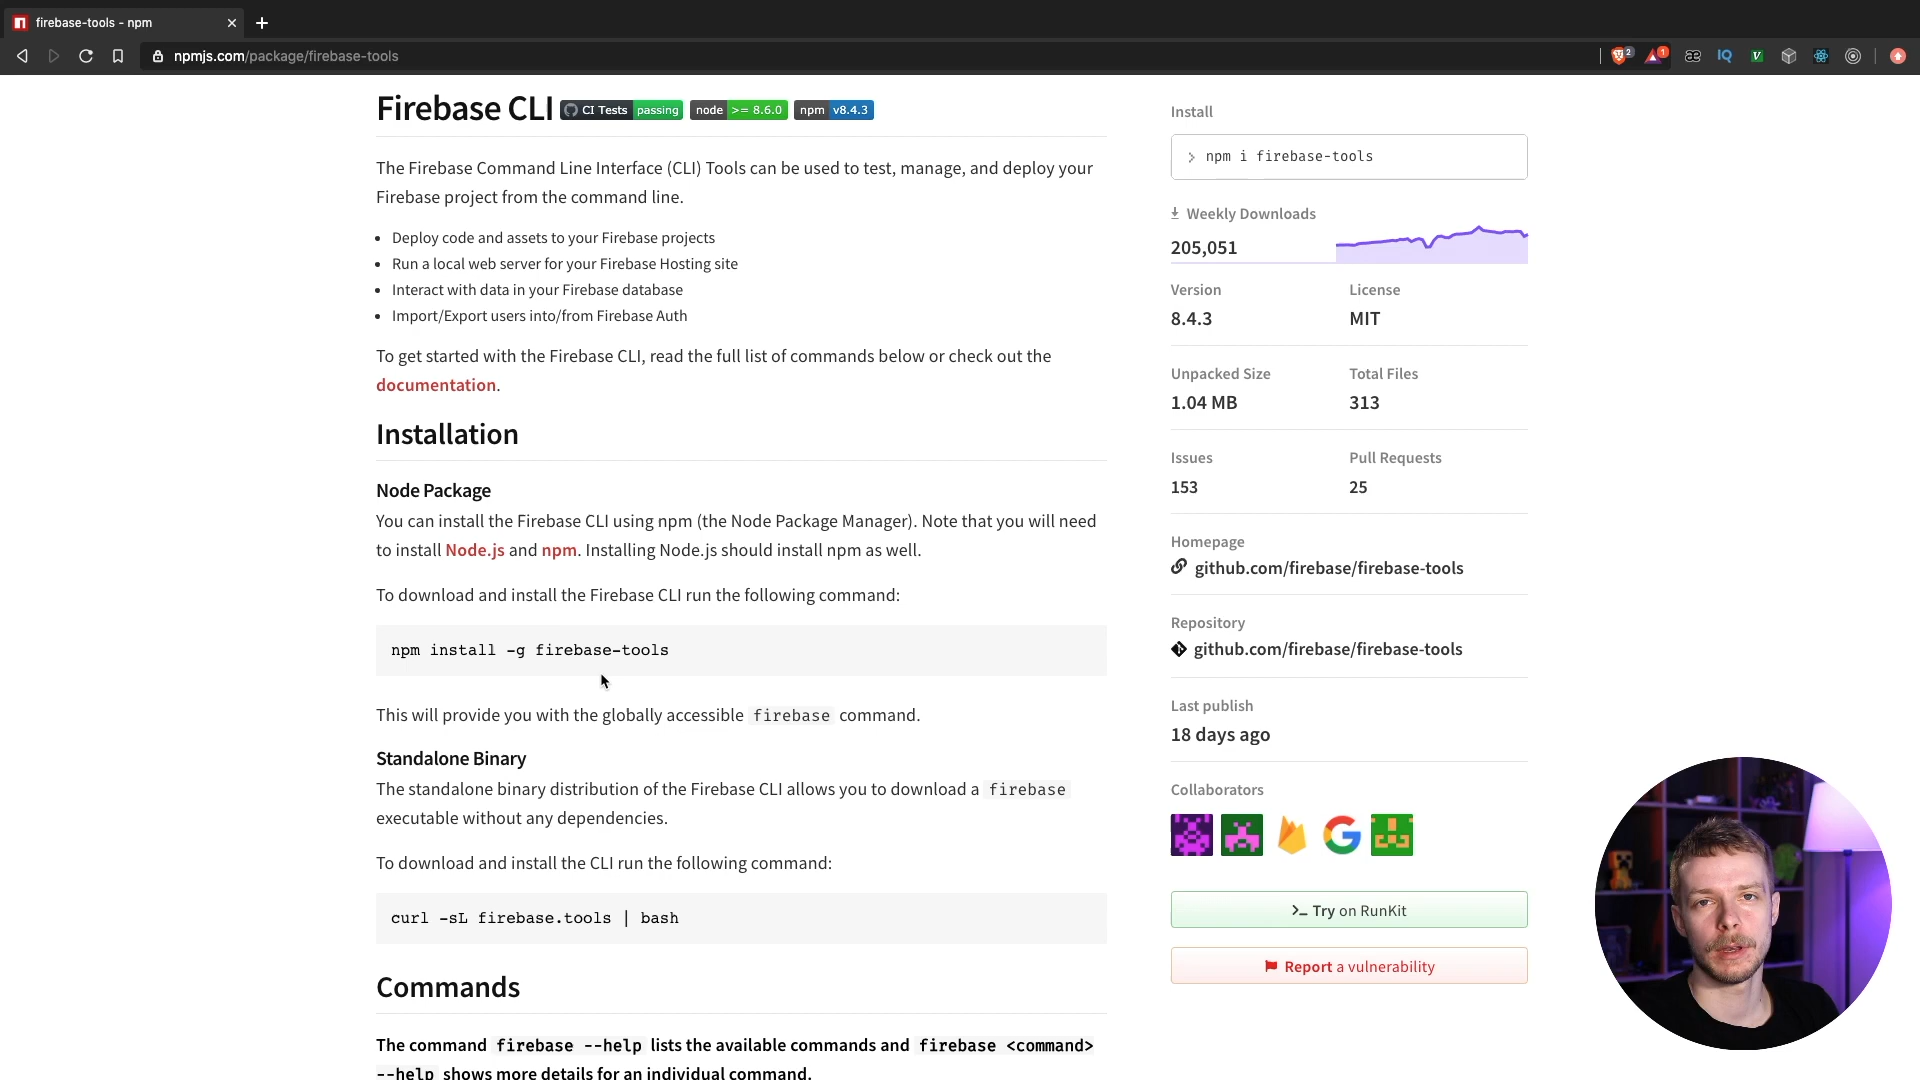 firebase-tools - npm
npmjs.com/package/firebase-tools
2
1
IQ
V
Firebase CLI
CI Tests passing
node >= 8.6.0
npm v8.4.3
The Firebase Command Line Interface (CLI) Tools can be used to test, manage, and deploy your
Firebase project from the command line.
• Deploy code and assets to your Firebase projects
• Run a local web server for your Firebase Hosting site
• Interact with data in your Firebase database
• Import/Export users into/from Firebase Auth
To get started with the Firebase CLI, read the full list of commands below or check out the
documentation.
Installation
Node Package
You can install the Firebase CLI using npm (the Node Package Manager). Note that you will need
to install Node.js and npm. Installing Node.js should install npm as well.
To download and install the Firebase CLI run the following command:
npm install -g firebase-tools
This will provide you with the globally accessible firebase command.
Standalone Binary
The standalone binary distribution of the Firebase CLI allows you to download a firebase
executable without any dependencies.
To download and install the CLI run the following command:
curl -sL firebase.tools | bash
Commands
The command firebase --help lists the available commands and firebase <command>
--help shows more details for an individual command.
Install
> npm i firebase-tools
Weekly Downloads
205,051
Version
8.4.3
License
MIT
Unpacked Size
1.04 MB
Total Files
313
Issues
153
Pull Requests
25
Homepage
github.com/firebase/firebase-tools
Repository
github.com/firebase/firebase-tools
Last publish
18 days ago
Collaborators
Try on RunKit
Report a vulnerability